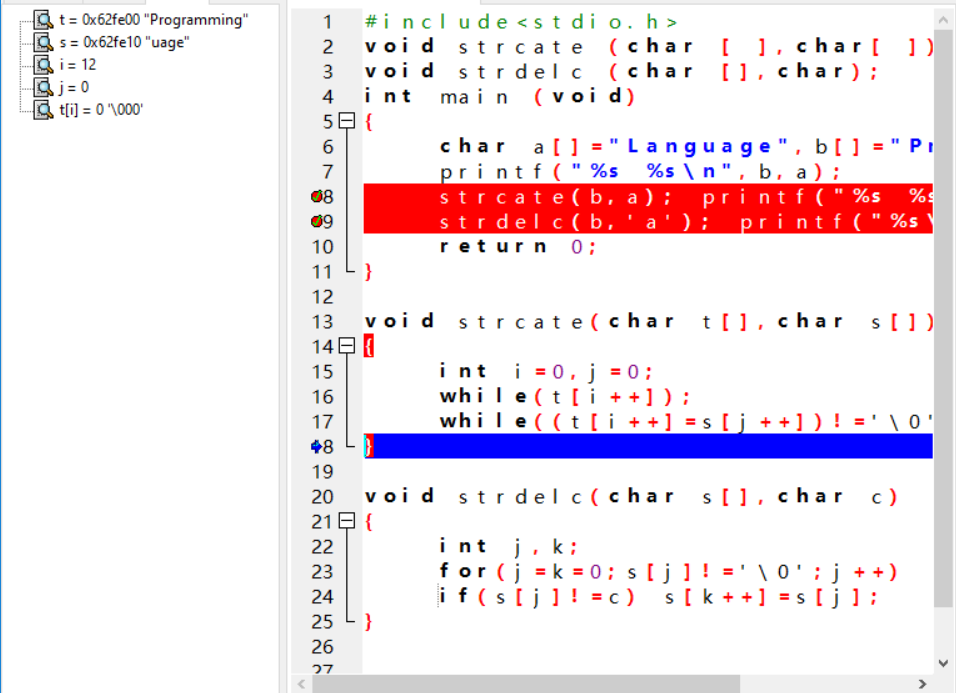 t = 0x62fe00 "Programming"
s = 0x62fe10 "uage"
i = 12
j = 0
t[i] = 0 '\000'
1 #include<stdio.h>
2 void strcate (char [ ],char[ ])
3 void strdelc (char [],char);
4 int main (void)
5 {
6 char a[]="Language", b[]="Pr
7 printf("%s %s\n", b, a);
8 strcate(b, a); printf("%s %s
9 strdelc(b,'a'); printf("%s\
10 return 0;
11 }
12
13 void strcate(char t[],char s[])
14 {
15 int i=0, j=0;
16 while(t[i++]);
17 while((t[i++]=s[j++])!='\0'
8 }
19
20 void strdelc(char s[],char c)
21 {
22 int j,k;
23 for(j=k=0;s[j]!='\0';j++)
24 if(s[j]!=c) s[k++]=s[j];
25 }
26
27